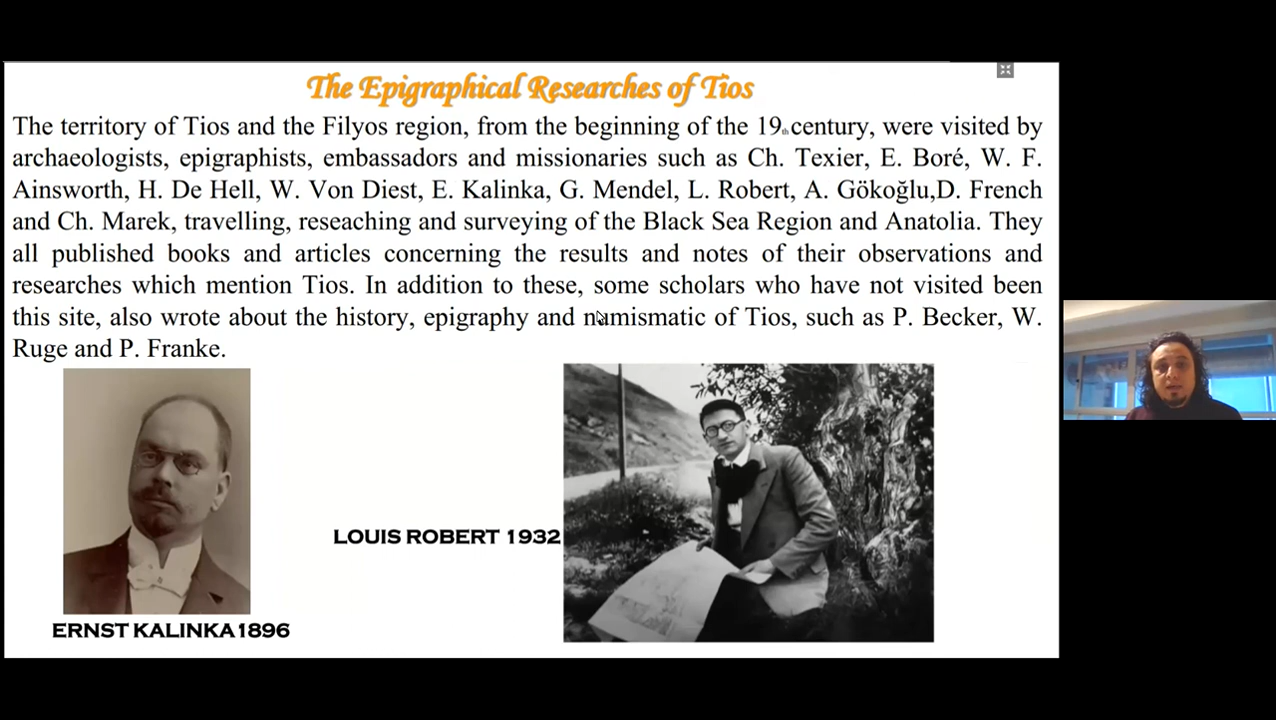 The Epigraphical Researches of Tios
The territory of Tios and the Filyos region, from the beginning of the 19th century, were visited by
archaeologists, epigraphists, embassadors and missionaries such as Ch. Texier, E. Boré, W. F.
Ainsworth, H. De Hell, W. Von Diest, E. Kalinka, G. Mendel, L. Robert, A. Gökoğlu,D. French
and Ch. Marek, travelling, reseaching and surveying of the Black Sea Region and Anatolia. They
all published books and articles concerning the results and notes of their observations and
researches which mention Tios. In addition to these, some scholars who have not visited been
this site, also wrote about the history, epigraphy and numismatic of Tios, such as P. Becker, W.
Ruge and P. Franke.
LOUIS ROBERT 1932
ERNST KALINKA1896